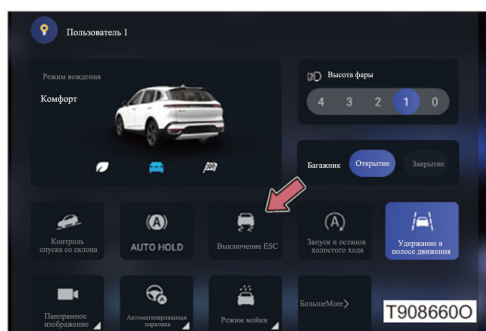 Пользователь 1
Режим вождения
Комфорт
Высота фары
4 3 2 1 0
Багажник Открытие Закрытие
Контроль
спуска со склона
AUTO HOLD
Выключение ESC
Запуск и останов
холостого хода
Удержание в
полосе движения
Панорамное
изображение
Автоматизированная
парковка
Режим мойки
БольшеMore>
T908660O